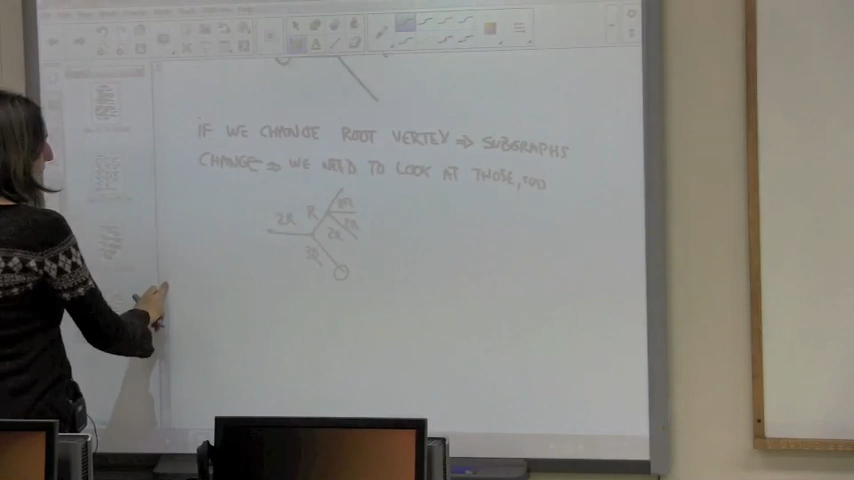 IF WE CHANGE ROOT VERTEX ⇒ SUBGRAPHS
CHANGE ⇒ WE NEED TO LOOK AT THOSE, TOO
2R R
2R
3R